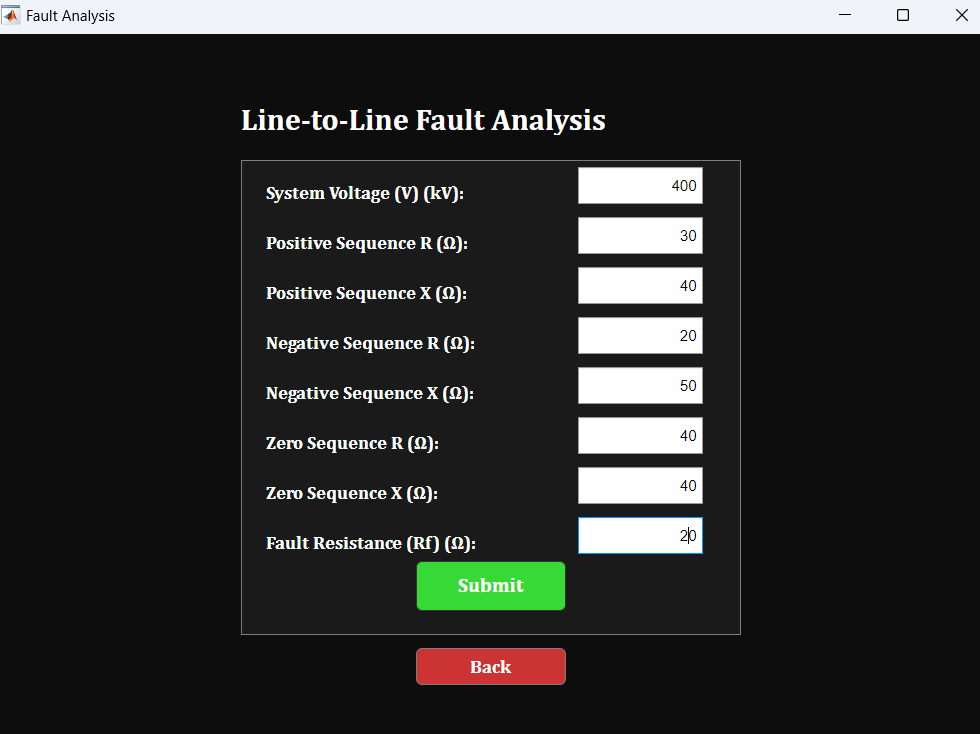 Fault Analysis
Line-to-Line Fault Analysis
System Voltage (V) (kV): 400
Positive Sequence R (Ω): 30
Positive Sequence X (Ω): 40
Negative Sequence R (Ω): 20
Negative Sequence X (Ω): 50
Zero Sequence R (Ω): 40
Zero Sequence X (Ω): 40
Fault Resistance (Rf) (Ω): 20
Submit
Back